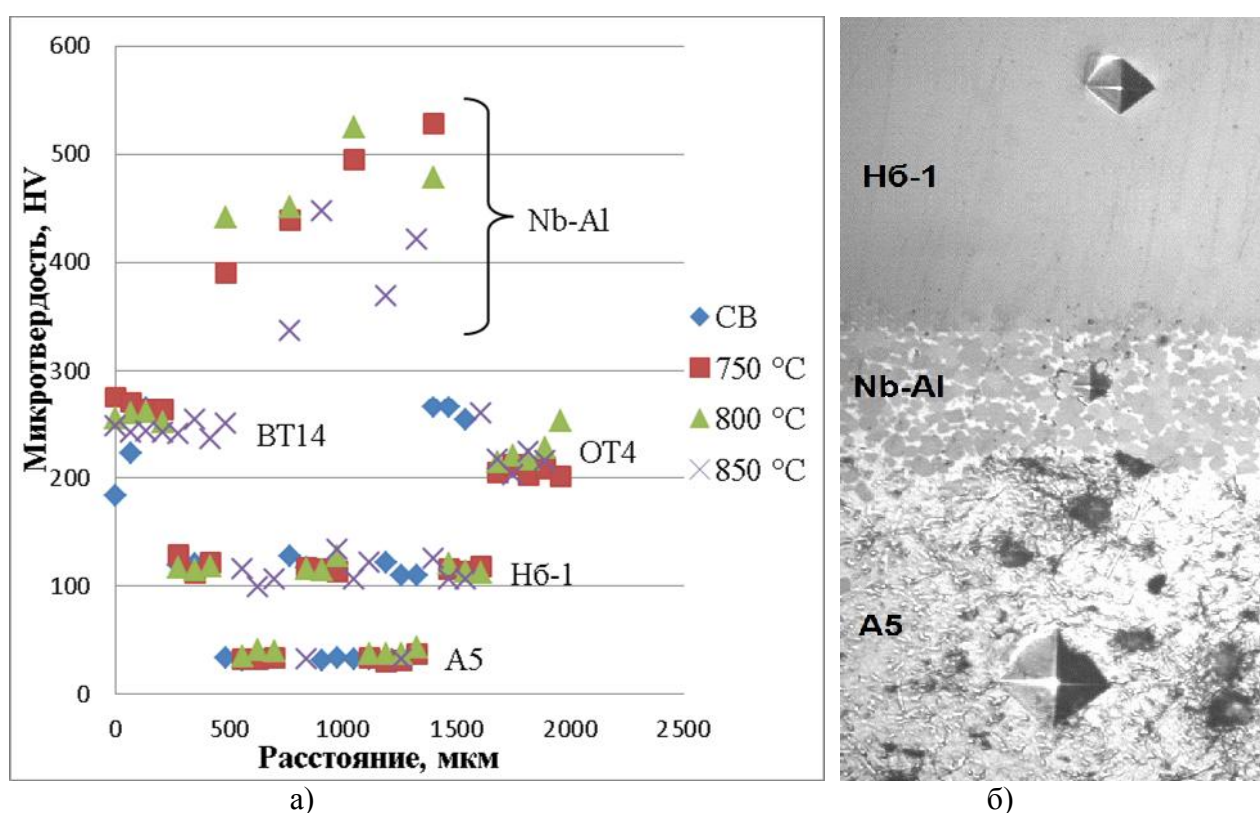 600
500
400
300
200
100
0
0
500
1000
1500
2000
2500
Микротвердость, HV
Расстояние, мкм
Nb-Al
ВТ14
ОТ4
Нб-1
А5
СВ
750 °С
800 °С
850 °С
Нб-1
Nb-Al
А5
а)
б)